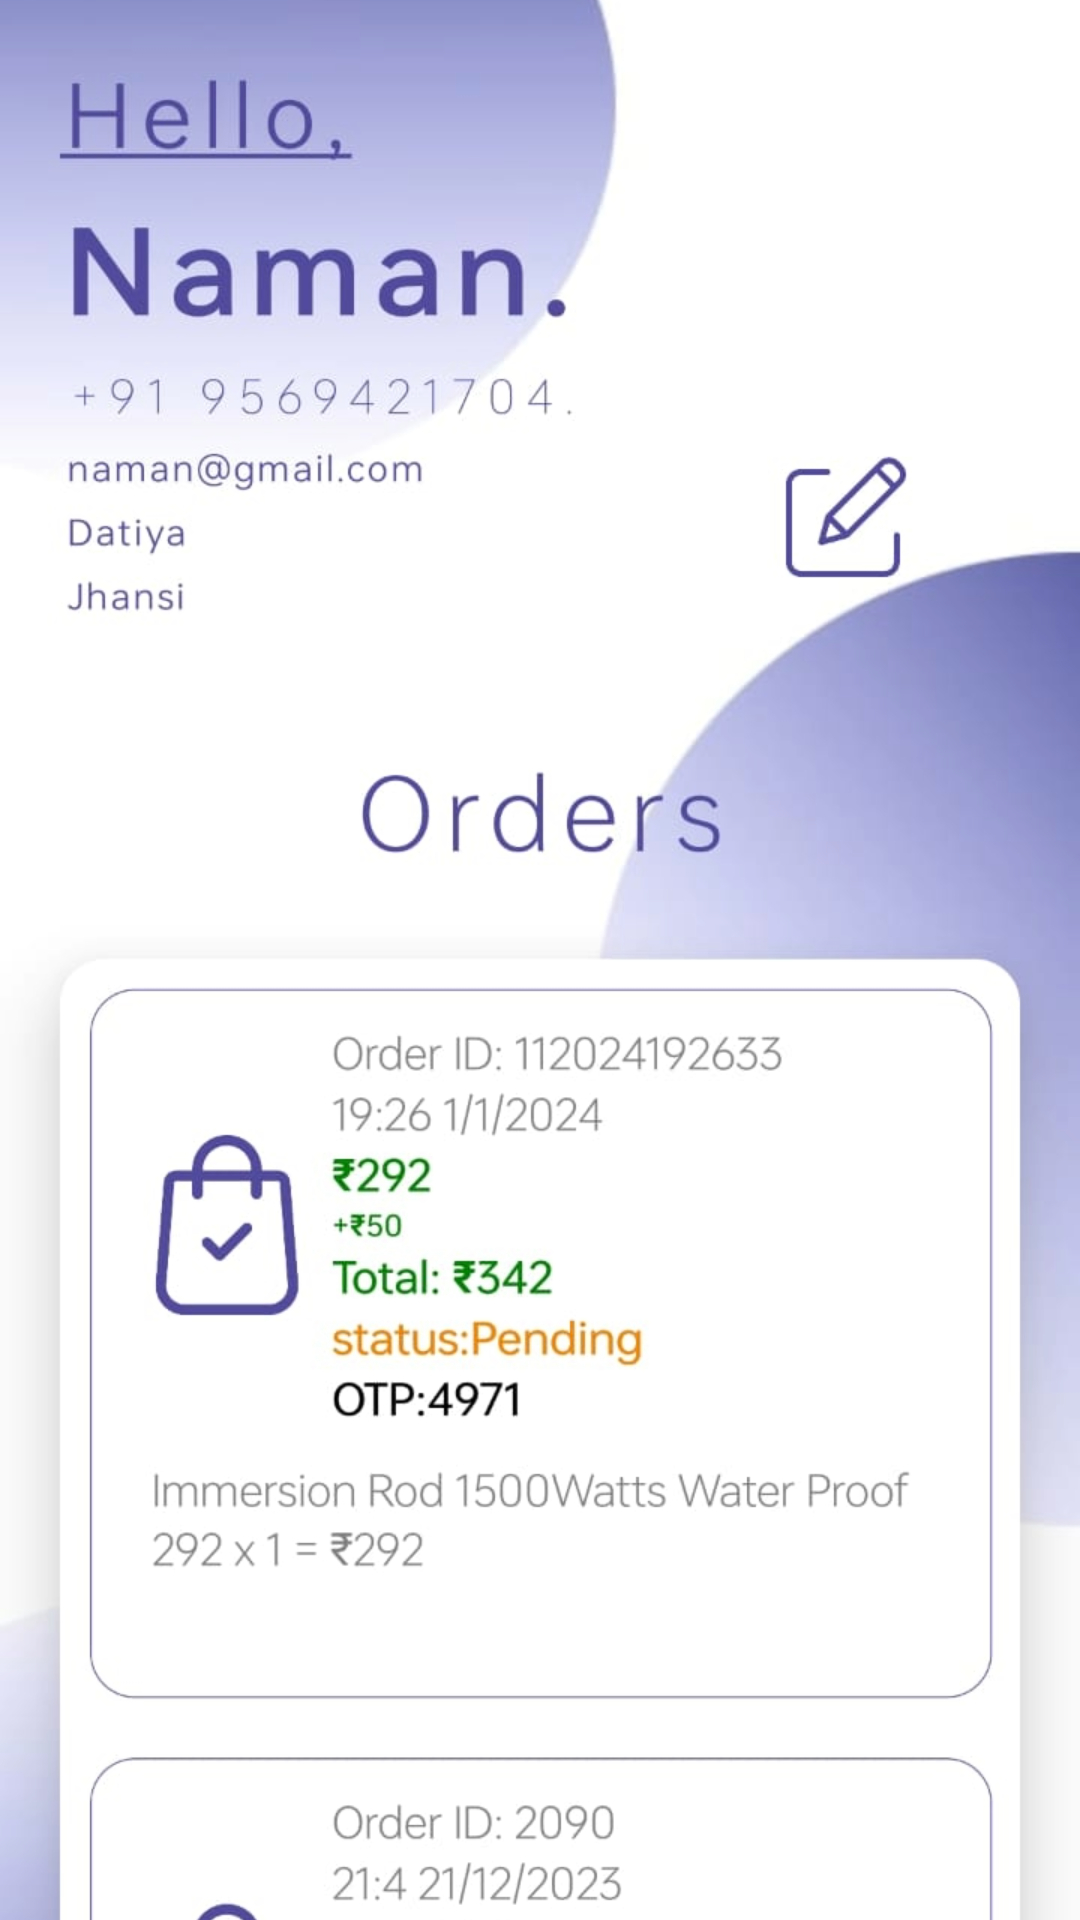 Hello,
Naman.
+91 9569421704.
naman@gmail.com
Datiya
Jhansi
Orders
Order ID: 112024192633
19:26 1/1/2024
₹292
+₹50
Total: ₹342
status:Pending
OTP:4971
Immersion Rod 1500Watts Water Proof
292 x 1 = ₹292
Order ID: 2090
21:4 21/12/2023